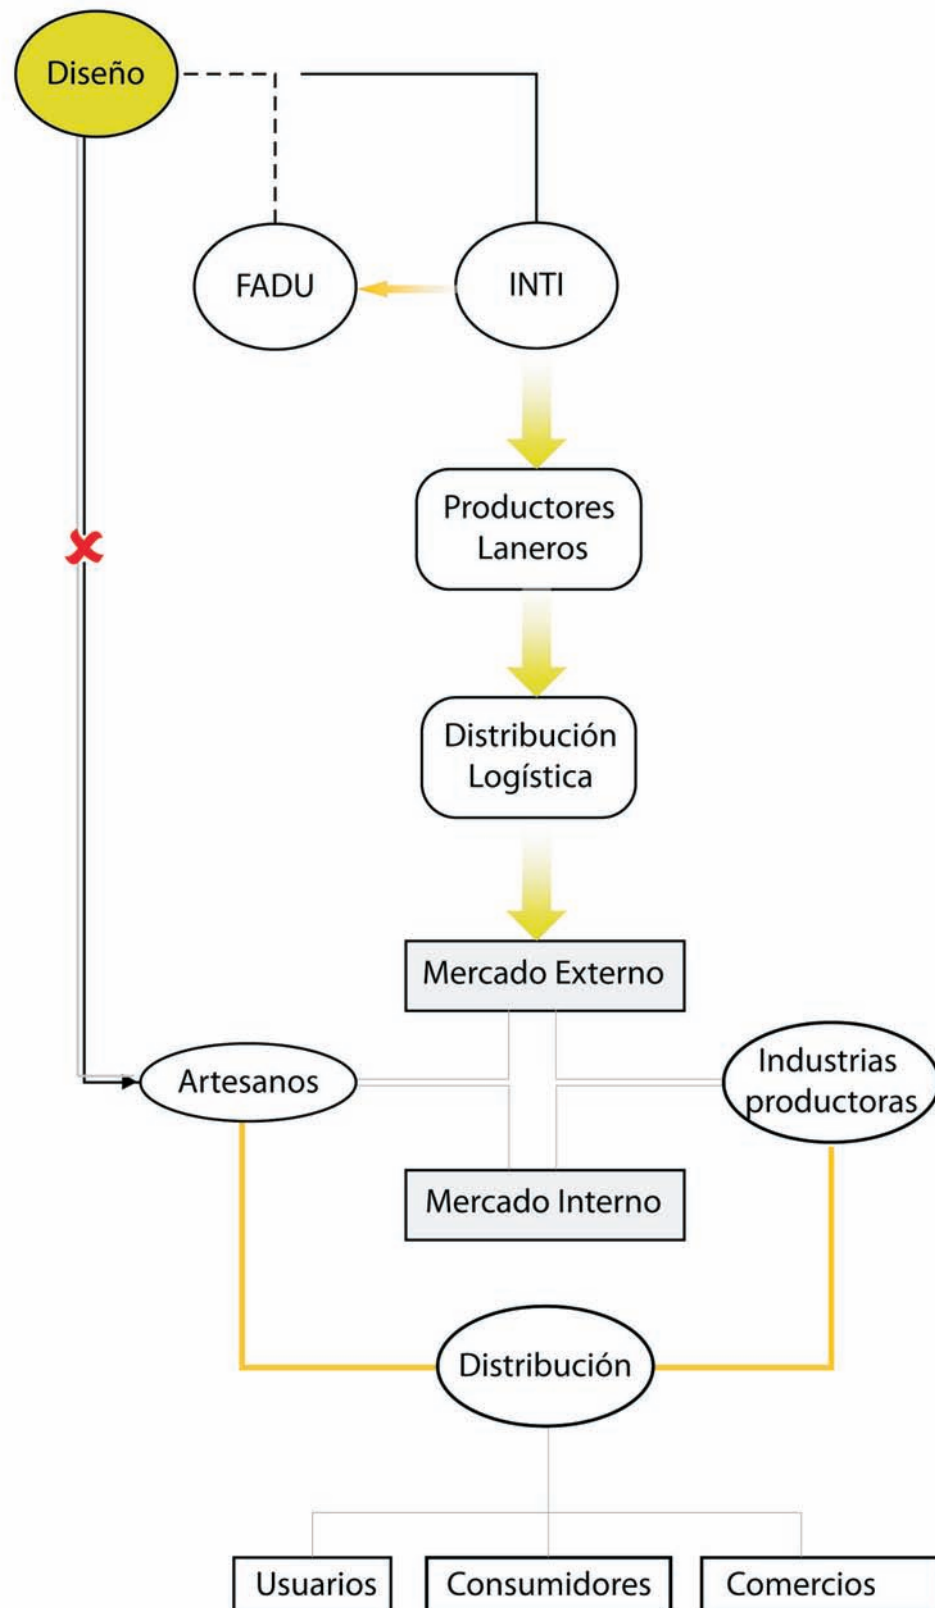 Diseño
FADU
INTI
Productores
Laneros
Distribución
Logística
Mercado Externo
Artesanos
Industrias
productoras
Mercado Interno
Distribución
Usuarios
Consumidores
Comercios